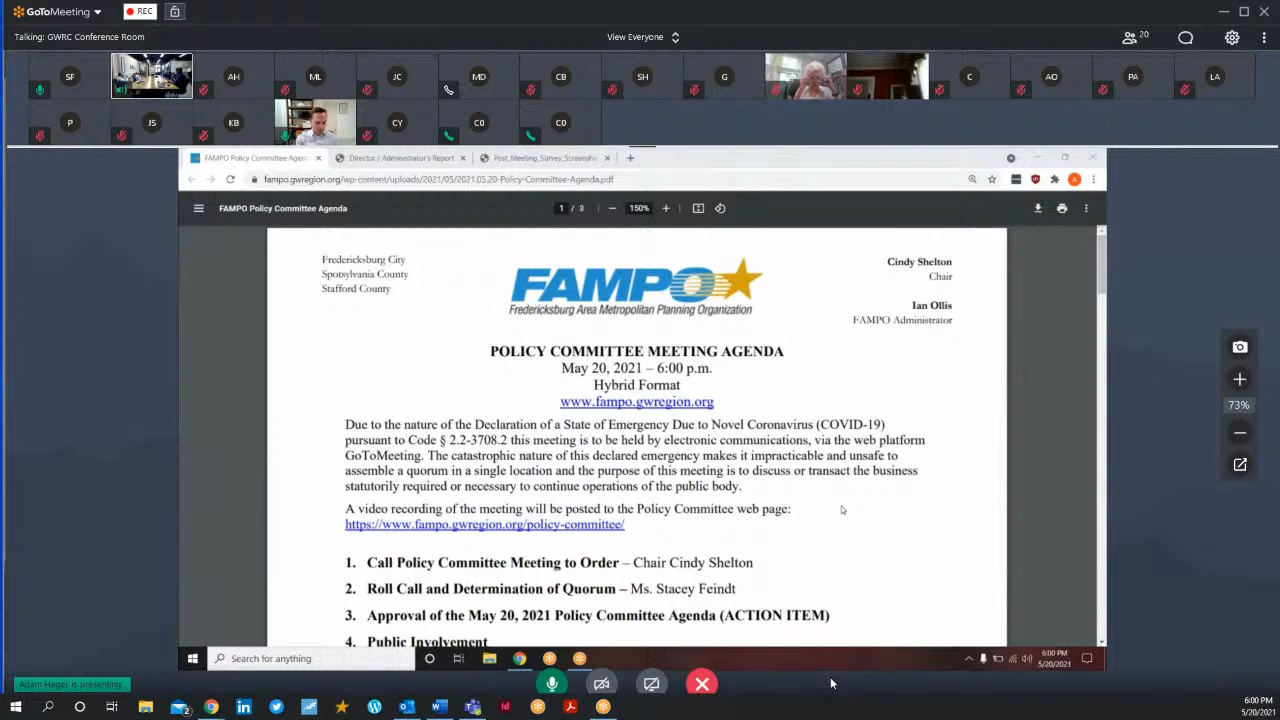 GoToMeeting
REC
Talking: GWRC Conference Room
View Everyone
20
SF
AH
ML
JC
MD
CB
SH
G
C
AO
PA
LA
P
JS
KB
CY
C0
C0
FAMPO Policy Committee Agend
Director / Administrator's Report
Post_Meeting_Survey_Screensho
fampo.gwregion.org/wp-content/uploads/2021/05/2021.05.20-Policy-Committee-Agenda.pdf
A
FAMPO Policy Committee Agenda
1 / 3
150%
Fredericksburg City
Spotsylvania County
Stafford County
FAMPO
Fredericksburg Area Metropolitan Planning Organization
Cindy Shelton
Chair
Ian Ollis
FAMPO Administrator
POLICY COMMITTEE MEETING AGENDA
May 20, 2021 – 6:00 p.m.
Hybrid Format
www.fampo.gwregion.org
Due to the nature of the Declaration of a State of Emergency Due to Novel Coronavirus (COVID-19)
pursuant to Code § 2.2-3708.2 this meeting is to be held by electronic communications, via the web platform
GoToMeeting. The catastrophic nature of this declared emergency makes it impracticable and unsafe to
assemble a quorum in a single location and the purpose of this meeting is to discuss or transact the business
statutorily required or necessary to continue operations of the public body.
A video recording of the meeting will be posted to the Policy Committee web page:
https://www.fampo.gwregion.org/policy-committee/
1. Call Policy Committee Meeting to Order – Chair Cindy Shelton
2. Roll Call and Determination of Quorum – Ms. Stacey Feindt
3. Approval of the May 20, 2021 Policy Committee Agenda (ACTION ITEM)
4. Public Involvement
73%
Search for anything
6:00 PM
5/20/2021
Adam Hager is presenting
6:00 PM
5/20/2021